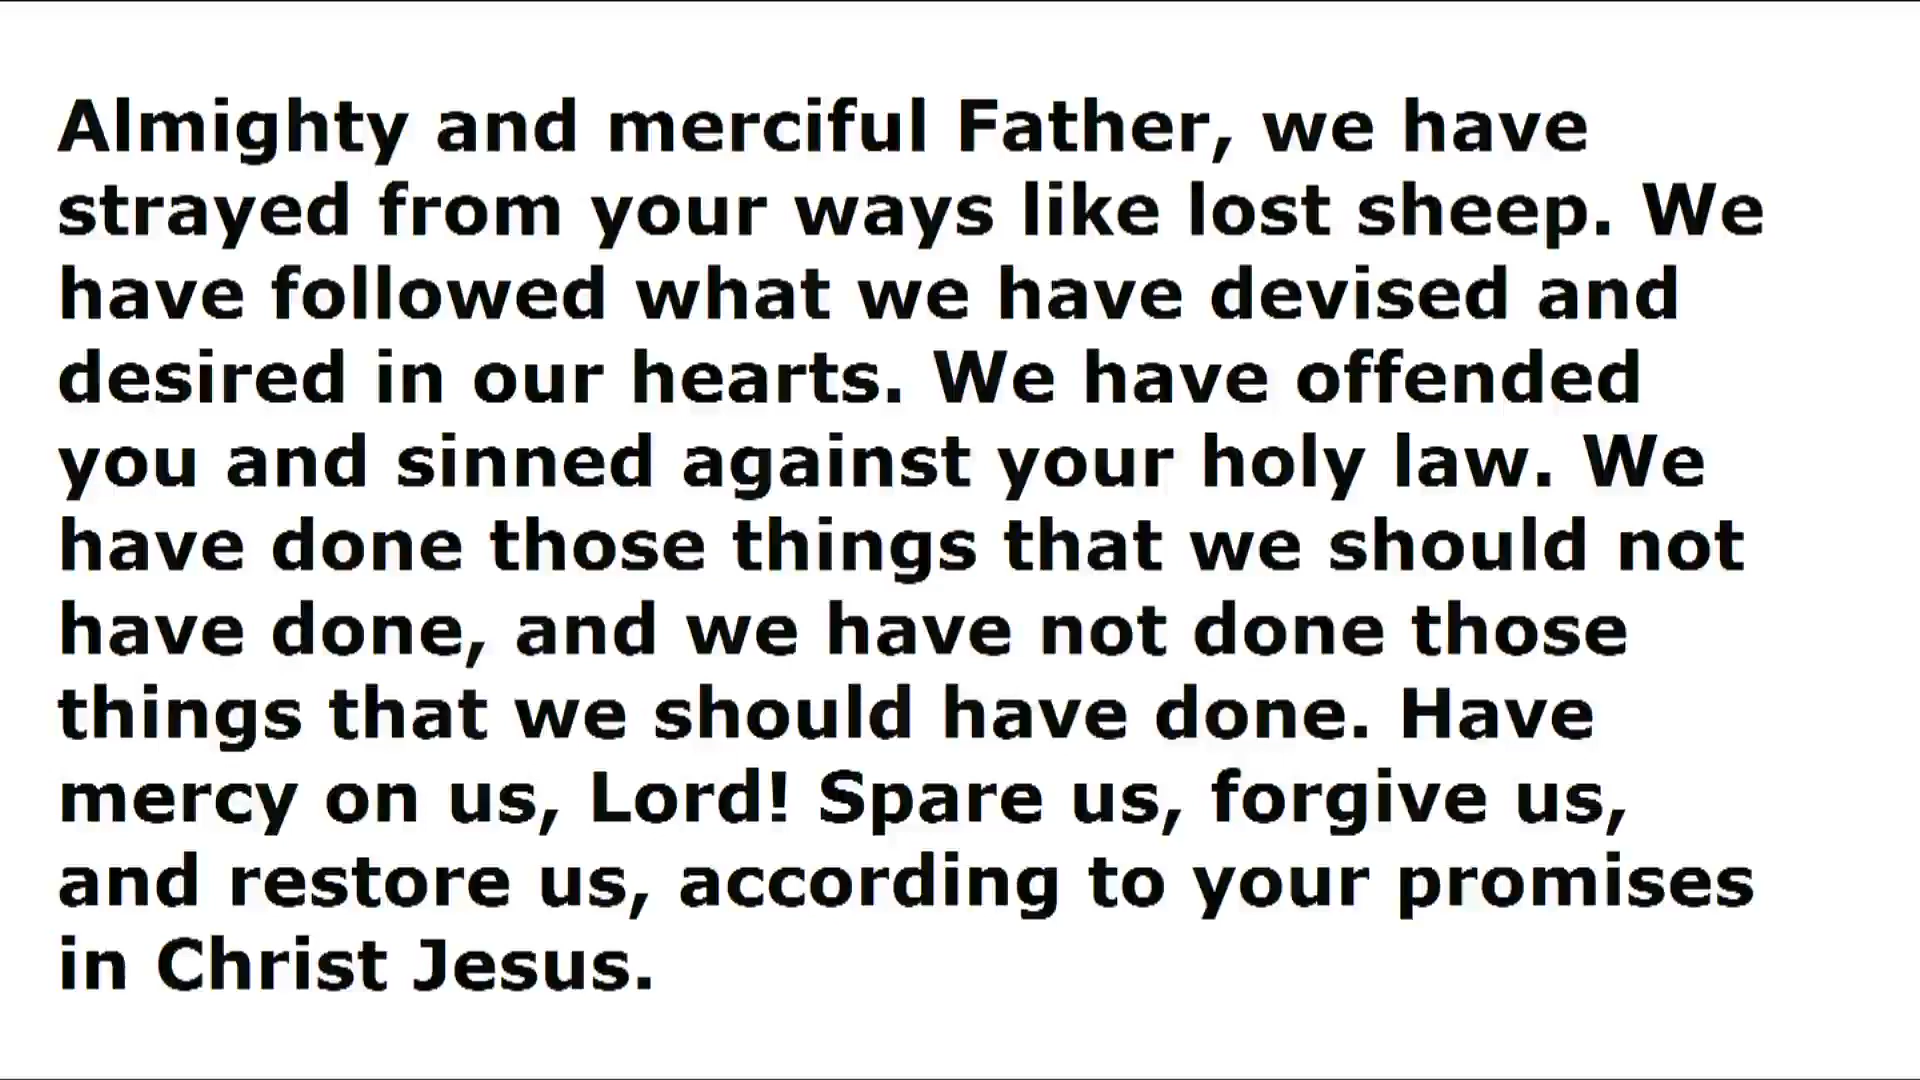 Almighty and merciful Father, we have
strayed from your ways like lost sheep. We
have followed what we have devised and
desired in our hearts. We have offended
you and sinned against your holy law. We
have done those things that we should not
have done, and we have not done those
things that we should have done. Have
mercy on us, Lord! Spare us, forgive us,
and restore us, according to your promises
in Christ Jesus.